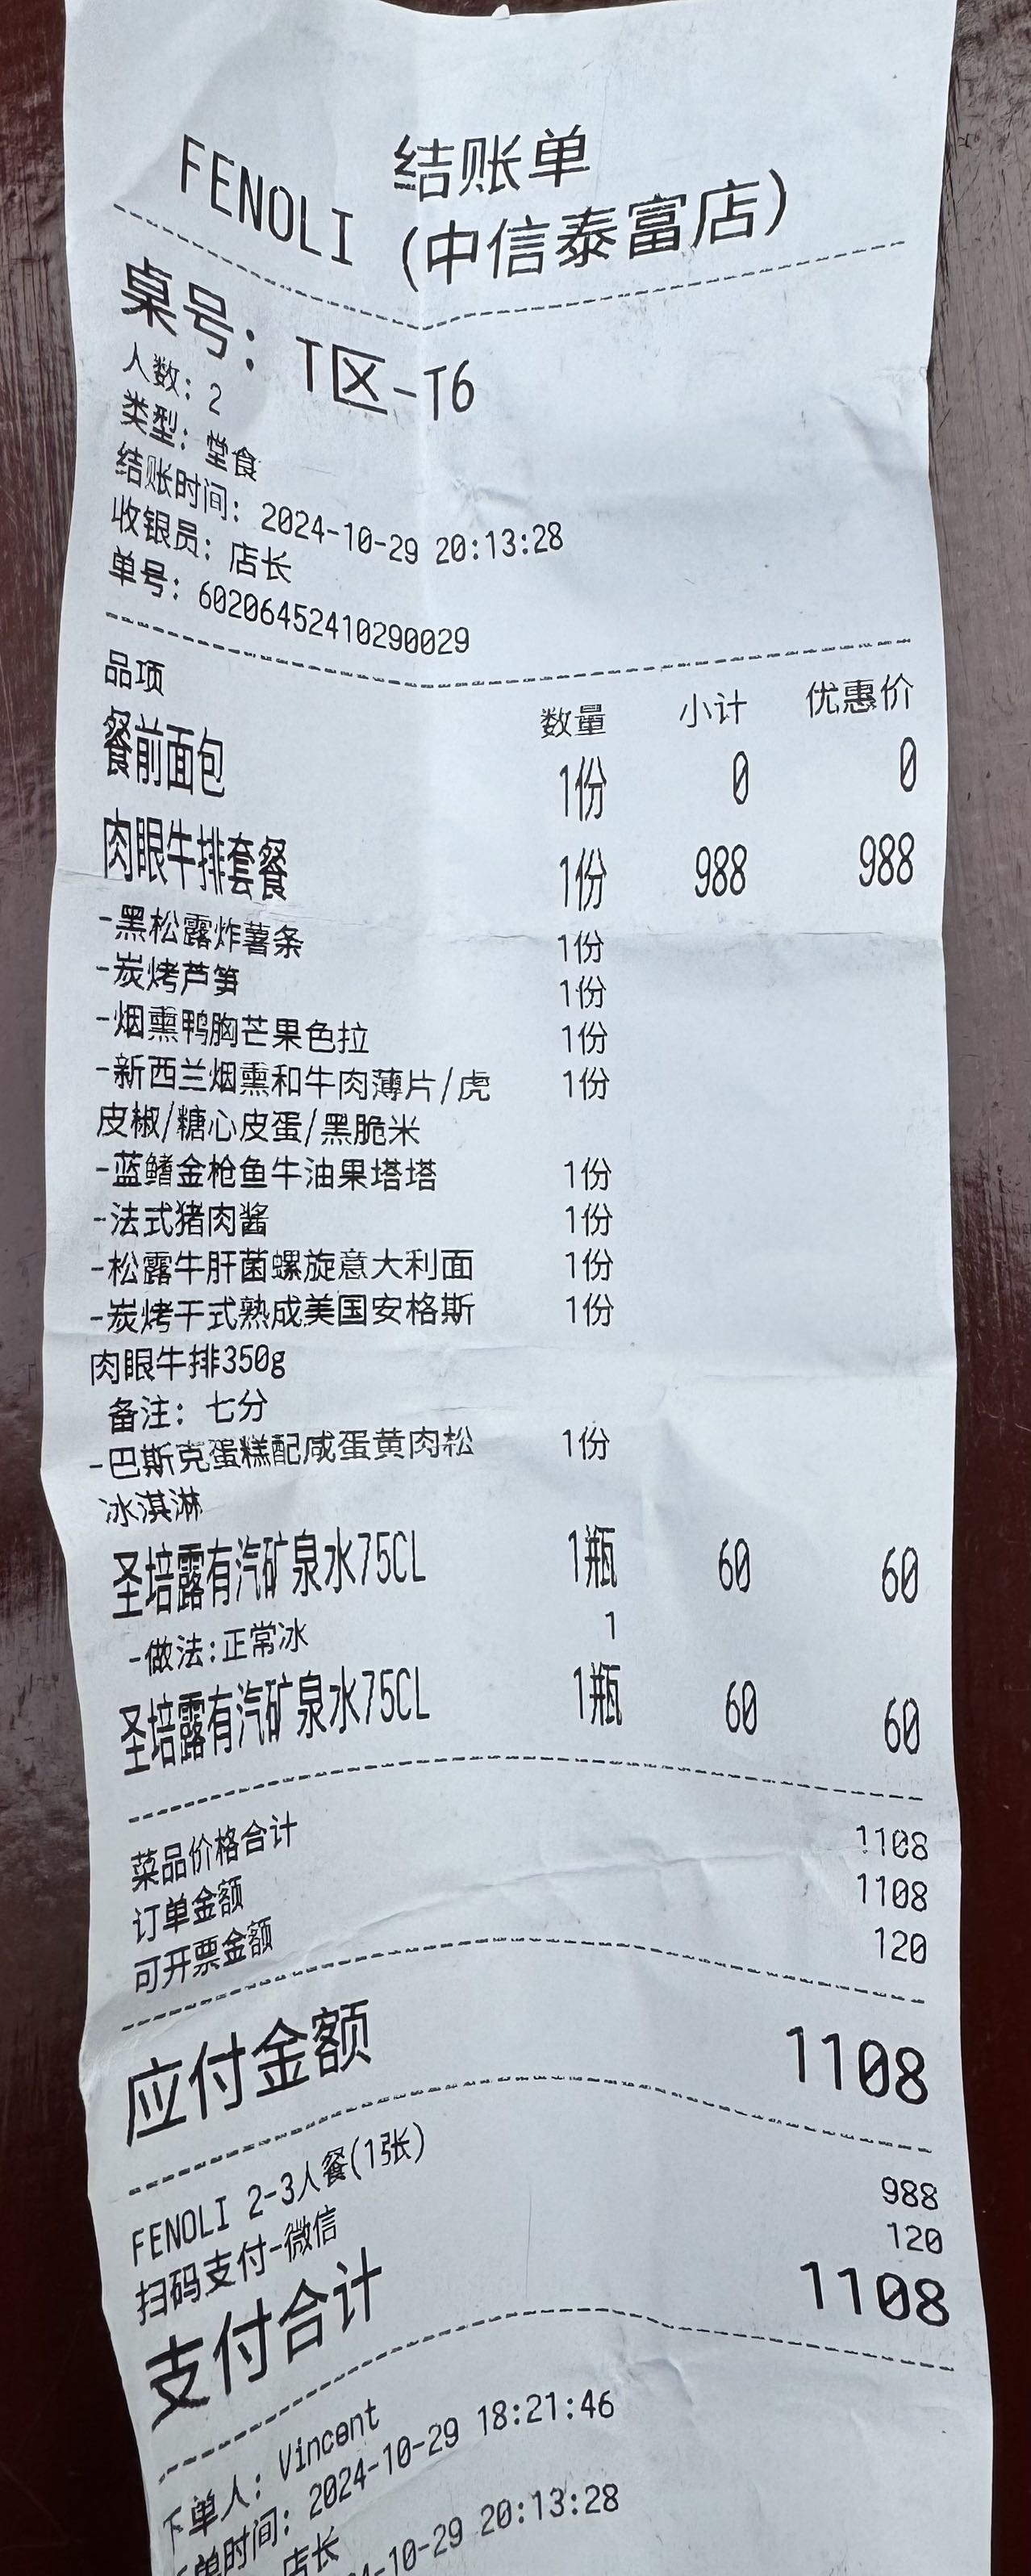 结账单
FENOLI (中信泰富店)
桌号: T区-T6
人数: 2
类型: 堂食
结账时间: 2024-10-29 20:13:28
收银员: 店长
单号: 60206452410290029
品项 数量 小计 优惠价
餐前面包 1份 0 0
肉眼牛排套餐 1份 988 988
-黑松露炸薯条 1份
-炭烤芦笋 1份
-烟熏鸭胸芒果色拉 1份
-新西兰烟熏和牛肉薄片/虎 1份
皮椒/糖心皮蛋/黑脆米
-蓝鳍金枪鱼牛油果塔塔 1份
-法式猪肉酱 1份
-松露牛肝菌螺旋意大利面 1份
-炭烤干式熟成美国安格斯 1份
肉眼牛排350g
备注: 七分
-巴斯克蛋糕配咸蛋黄肉松 1份
冰淇淋
圣培露有汽矿泉水75CL 1瓶 60 60
-做法:正常冰 1
圣培露有汽矿泉水75CL 1瓶 60 60
菜品价格合计 1108
订单金额 1108
可开票金额 120
应付金额 1108
FENOLI 2-3人餐(1张) 988
扫码支付-微信 120
支付合计 1108
下单人: Vincent
单时间: 2024-10-29 18:21:46
店长
-10-29 20:13:28